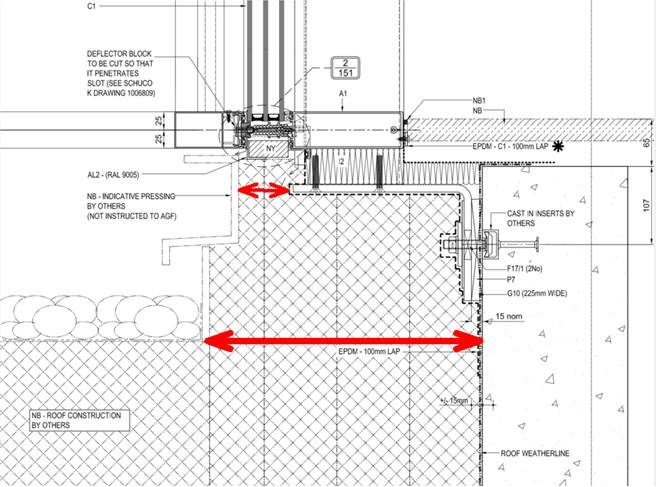 C1
DEFLECTOR BLOCK
TO BE CUT SO THAT
IT PENETRATES
SLOT (SEE SCHUCO
K DRAWING 1006809)
2
151
A1
NB1
NB
25
25
NY
I2
EPDM - C1 - 100mm LAP
65
AL2 - (RAL 9005)
NB - INDICATIVE PRESSING
BY OTHERS
(NOT INSTRUCTED TO AGF)
107
CAST IN INSERTS BY
OTHERS
F17/1 (2No)
P7
G10 (225mm WIDE)
15 nom
EPDM - 100mm LAP
+/- 15mm
NB - ROOF CONSTRUCTION
BY OTHERS
ROOF WEATHERLINE